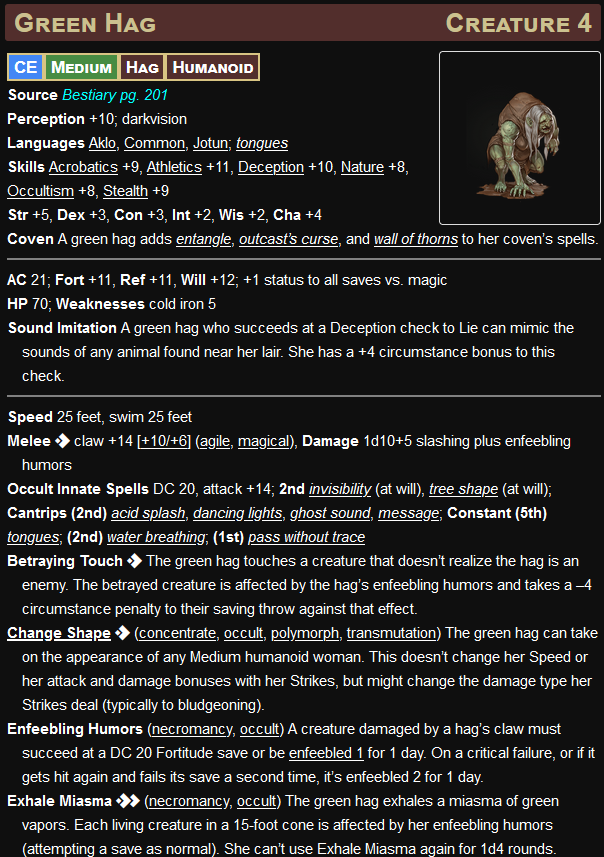 Green Hag Creature 4
CE Medium Hag Humanoid
Source Bestiary pg. 201
Perception +10; darkvision
Languages Aklo, Common, Jotun; tongues
Skills Acrobatics +9, Athletics +11, Deception +10, Nature +8,
Occultism +8, Stealth +9
Str +5, Dex +3, Con +3, Int +2, Wis +2, Cha +4
Coven A green hag adds entangle, outcast’s curse, and wall of thorns to her coven’s spells.
AC 21; Fort +11, Ref +11, Will +12; +1 status to all saves vs. magic
HP 70; Weaknesses cold iron 5
Sound Imitation A green hag who succeeds at a Deception check to Lie can mimic the
sounds of any animal found near her lair. She has a +4 circumstance bonus to this
check.
Speed 25 feet, swim 25 feet
Melee claw +14 [+10/+6] (agile, magical), Damage 1d10+5 slashing plus enfeebling
humors
Occult Innate Spells DC 20, attack +14; 2nd invisibility (at will), tree shape (at will);
Cantrips (2nd) acid splash, dancing lights, ghost sound, message; Constant (5th)
tongues; (2nd) water breathing; (1st) pass without trace
Betraying Touch The green hag touches a creature that doesn’t realize the hag is an
enemy. The betrayed creature is affected by the hag’s enfeebling humors and takes a –4
circumstance penalty to their saving throw against that effect.
Change Shape (concentrate, occult, polymorph, transmutation) The green hag can take
on the appearance of any Medium humanoid woman. This doesn’t change her Speed or
her attack and damage bonuses with her Strikes, but might change the damage type her
Strikes deal (typically to bludgeoning).
Enfeebling Humors (necromancy, occult) A creature damaged by a hag’s claw must
succeed at a DC 20 Fortitude save or be enfeebled 1 for 1 day. On a critical failure, or if it
gets hit again and fails its save a second time, it’s enfeebled 2 for 1 day.
Exhale Miasma (necromancy, occult) The green hag exhales a miasma of green
vapors. Each living creature in a 15-foot cone is affected by her enfeebling humors
(attempting a save as normal). She can’t use Exhale Miasma again for 1d4 rounds.